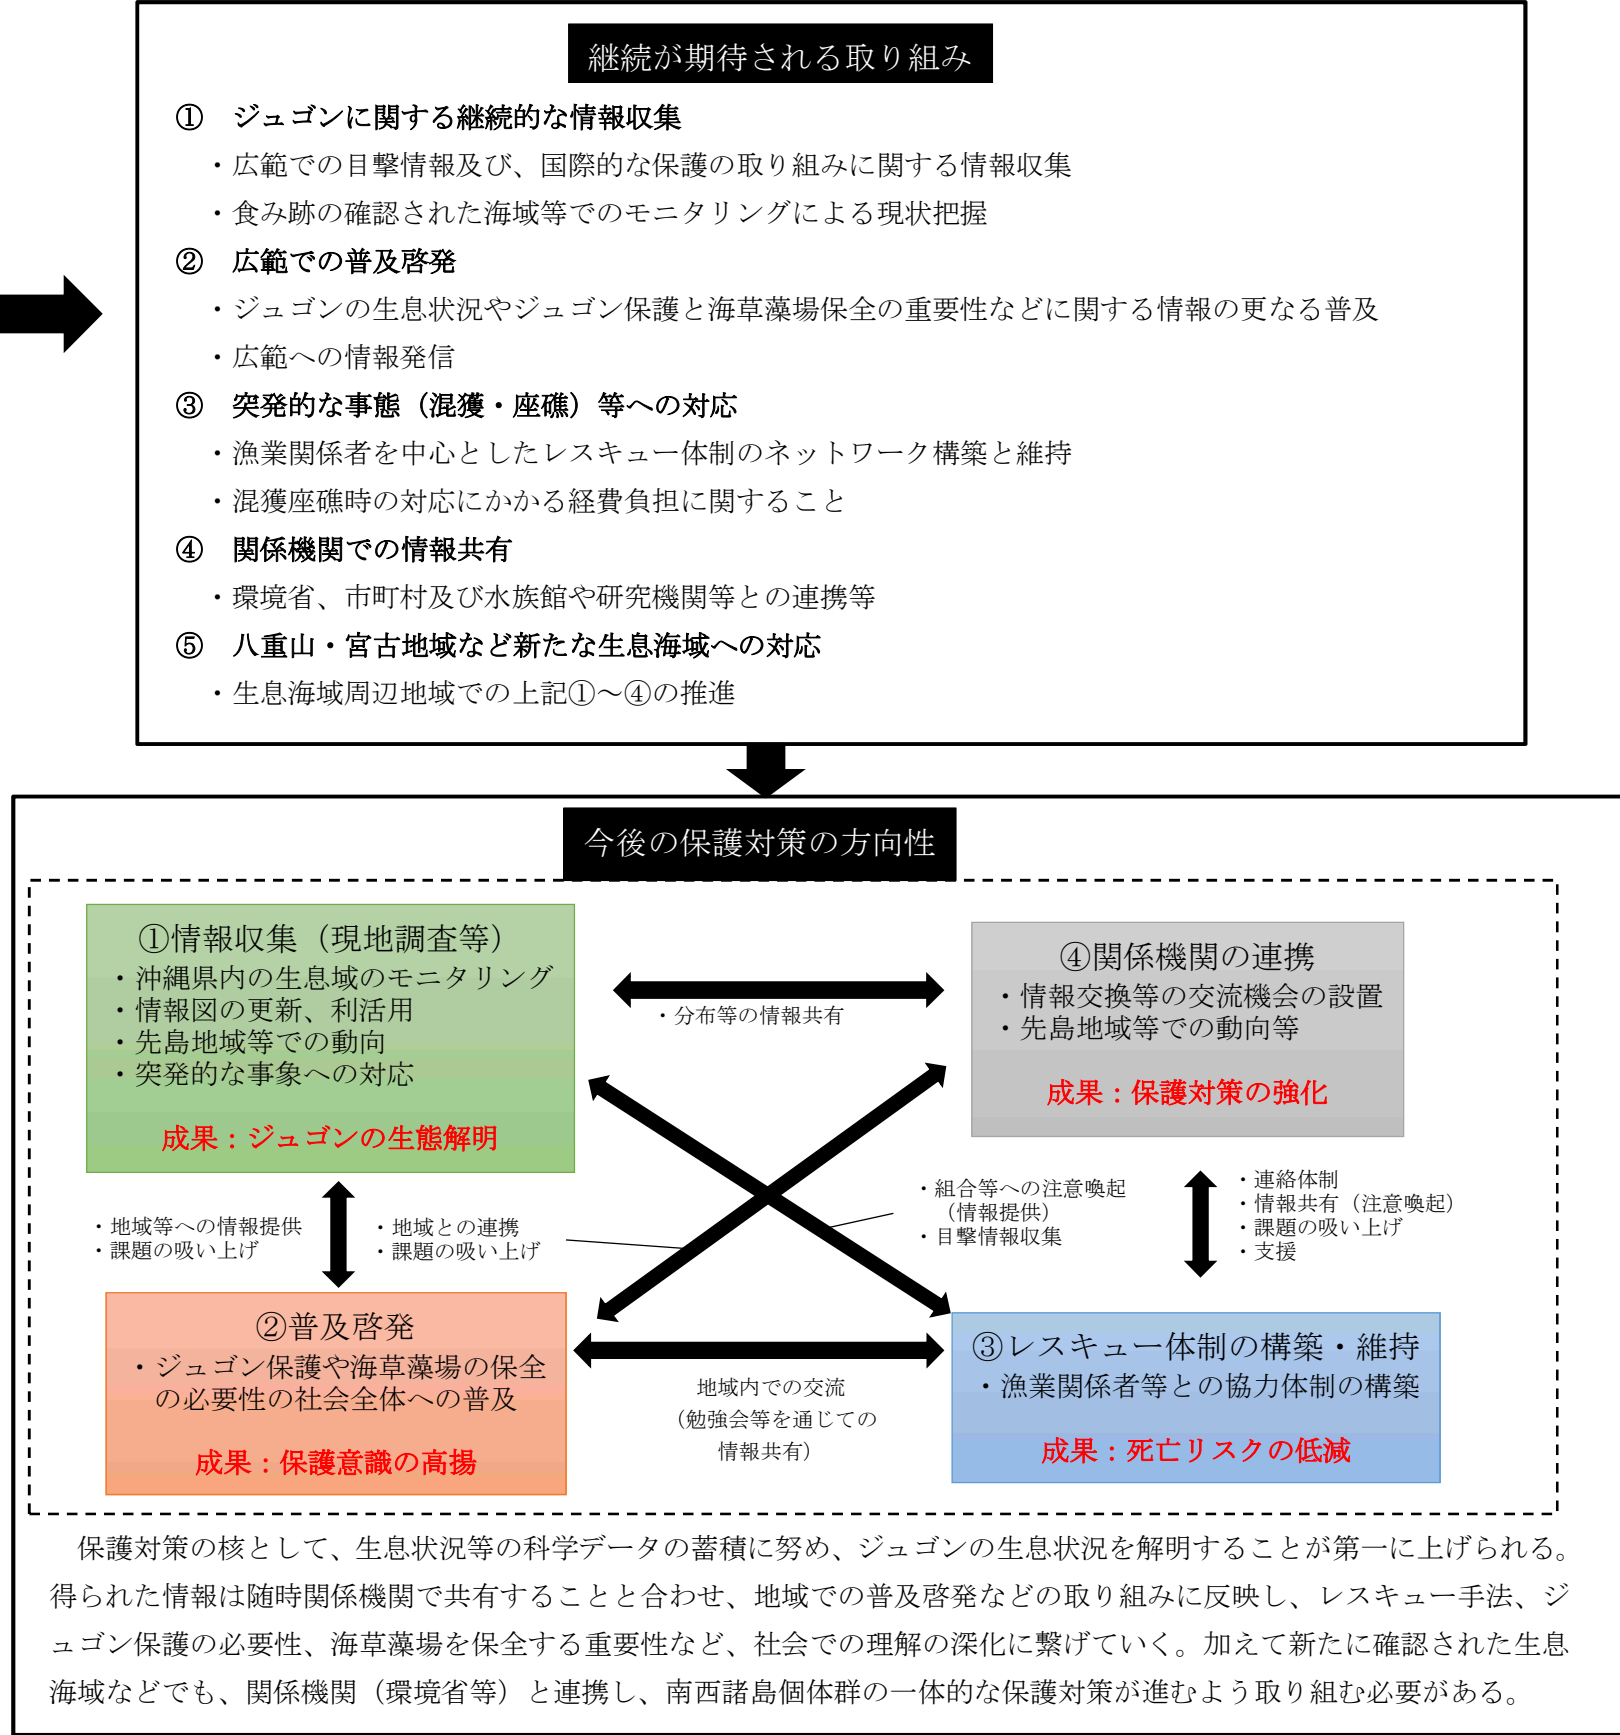 継続が期待される取り組み
① ジュゴンに関する継続的な情報収集
・広範での目撃情報及び、国際的な保護の取り組みに関する情報収集
・食み跡の確認された海域等でのモニタリングによる現状把握
② 広範での普及啓発
・ジュゴンの生息状況やジュゴン保護と海草藻場保全の重要性などに関する情報の更なる普及
・広範への情報発信
③ 突発的な事態（混獲・座礁）等への対応
・漁業関係者を中心としたレスキュー体制のネットワーク構築と維持
・混獲座礁時の対応にかかる経費負担に関すること
④ 関係機関での情報共有
・環境省、市町村及び水族館や研究機関等との連携等
⑤ 八重山・宮古地域など新たな生息海域への対応
・生息海域周辺地域での上記①～④の推進
今後の保護対策の方向性
①情報収集（現地調査等）
・沖縄県内の生息域のモニタリング
・情報図の更新、利活用
・先島地域等での動向
・突発的な事象への対応
成果：ジュゴンの生態解明
・分布等の情報共有
④関係機関の連携
・情報交換等の交流機会の設置
・先島地域等での動向等
成果：保護対策の強化
・地域等への情報提供
・課題の吸い上げ
・地域との連携
・課題の吸い上げ
・組合等への注意喚起
（情報提供）
・目撃情報収集
・連絡体制
・情報共有（注意喚起）
・課題の吸い上げ
・支援
②普及啓発
・ジュゴン保護や海草藻場の保全
の必要性の社会全体への普及
成果：保護意識の高揚
地域内での交流
（勉強会等を通じての
情報共有）
③レスキュー体制の構築・維持
・漁業関係者等との協力体制の構築
成果：死亡リスクの低減
保護対策の核として、生息状況等の科学データの蓄積に努め、ジュゴンの生息状況を解明することが第一に上げられる。
得られた情報は随時関係機関で共有することと合わせ、地域での普及啓発などの取り組みに反映し、レスキュー手法、ジ
ュゴン保護の必要性、海草藻場を保全する重要性など、社会での理解の深化に繋げていく。加えて新たに確認された生息
海域などでも、関係機関（環境省等）と連携し、南西諸島個体群の一体的な保護対策が進むよう取り組む必要がある。